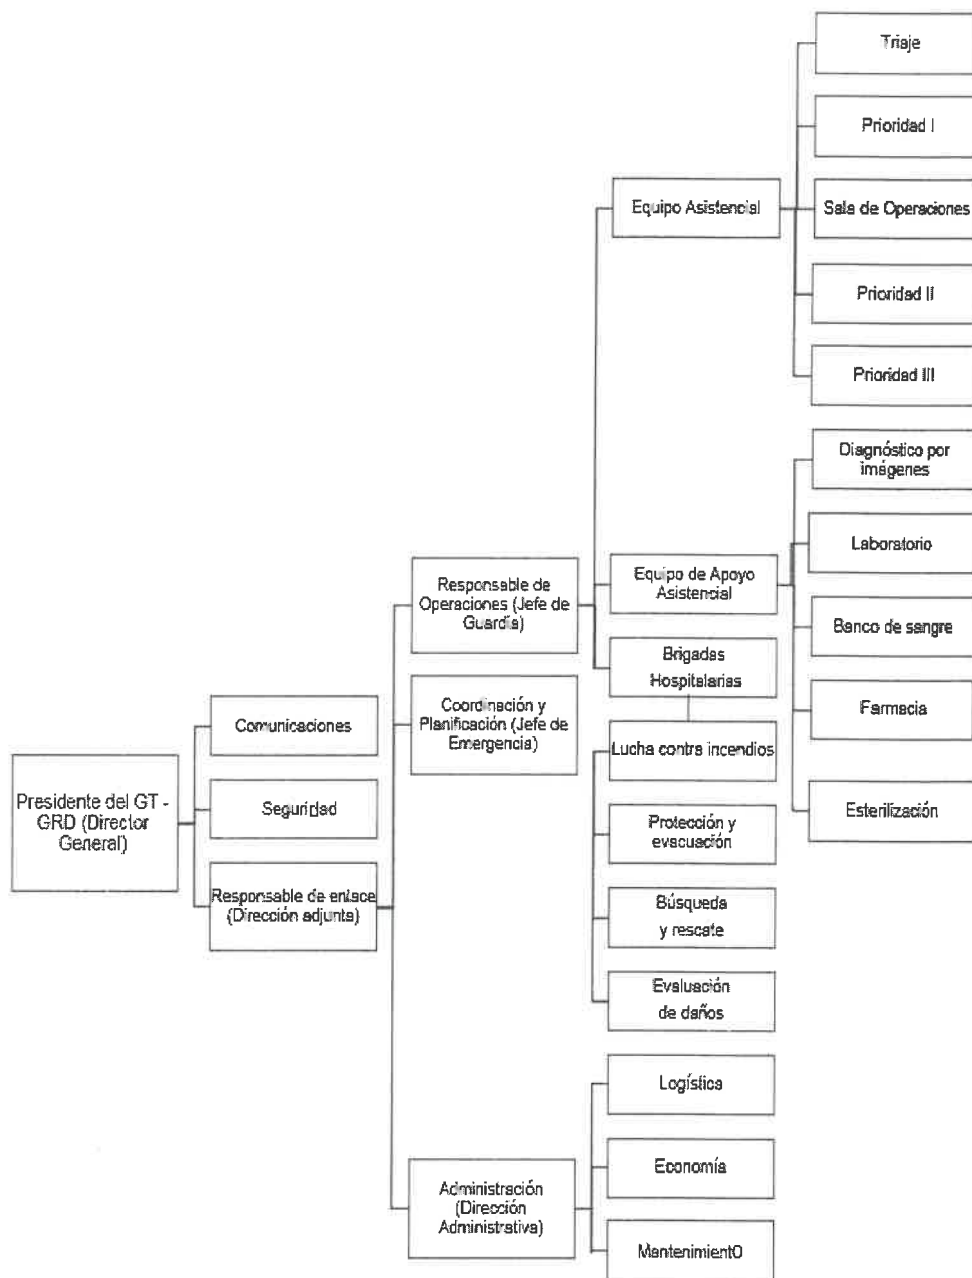 Triaje
Prioridad I
Equipo Asistencial
Sala de Operaciones
Prioridad II
Prioridad III
Diagnóstico por
imágenes
Laboratorio
Responsable de
Operaciones (Jefe de
Guardia)
Equipo de Apoyo
Asistencial
Banco de sangre
Brigadas
Hospitalarias
Farmacia
Coordinación y
Planificación (Jefe de
Emergencia)
Comunicaciones
Lucha contra incendios
Presidente del GT -
GRD (Director
General)
Seguridad
Protección y
evacuación
Esterilización
Responsable de enlace
(Dirección adjunta)
Búsqueda
y rescate
Evaluación
de daños
Logística
Economía
Administración
(Dirección
Administrativa)
MantenimientO